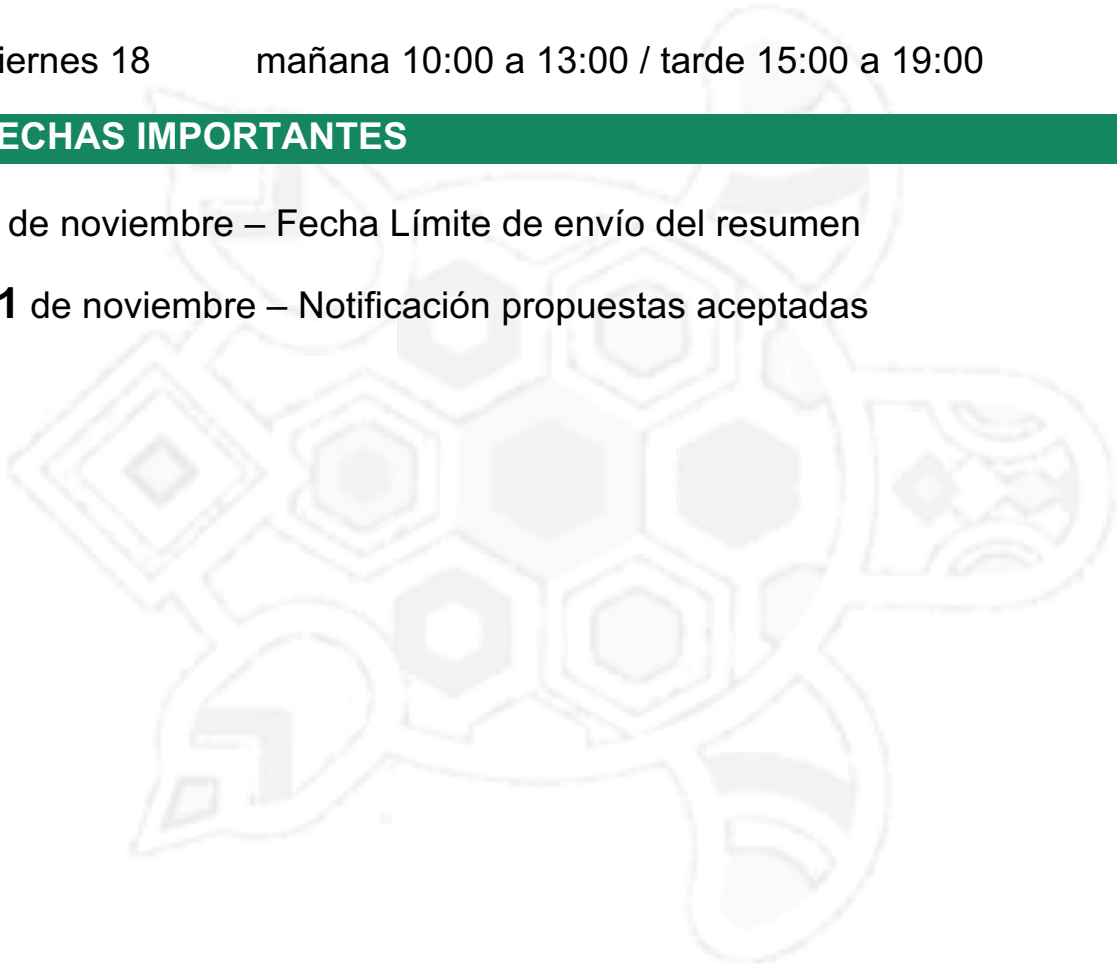 iernes 18 mañana 10:00 a 13:00 / tarde 15:00 a 19:00
ECHAS IMPORTANTES
de noviembre – Fecha Límite de envío del resumen
1 de noviembre – Notificación propuestas aceptadas